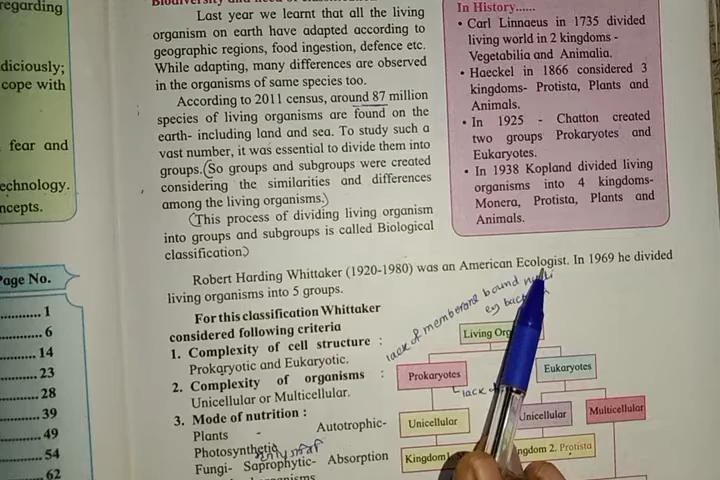 regarding
diciously;
cope with
fear and
echnology.
ncepts.
Page No.
............ 1
............ 6
.......... 14
.......... 23
.......... 28
.......... 39
.......... 49
.......... 54
62
Last year we learnt that all the living
organism on earth have adapted according to
geographic regions, food ingestion, defence etc.
While adapting, many differences are observed
in the organisms of same species too.
According to 2011 census, around 87 million
species of living organisms are found on the
earth- including land and sea. To study such a
vast number, it was essential to divide them into
groups. (So groups and subgroups were created
considering the similarities and differences
among the living organisms.)
(This process of dividing living organism
into groups and subgroups is called Biological
classification.)
In History......
• Carl Linnaeus in 1735 divided
living world in 2 kingdoms -
Vegetabilia and Animalia.
• Haeckel in 1866 considered 3
kingdoms- Protista, Plants and
Animals.
• In 1925 - Chatton created
two groups Prokaryotes and
Eukaryotes.
• In 1938 Kopland divided living
organisms into 4 kingdoms-
Monera, Protista, Plants and
Animals.
Robert Harding Whittaker (1920-1980) was an American Ecologist. In 1969 he divided
living organisms into 5 groups.
For this classification Whittaker
considered following criteria
1. Complexity of cell structure :
Prokaryotic and Eukaryotic.
2. Complexity of organisms :
Unicellular or Multicellular.
3. Mode of nutrition :
Plants - Autotrophic-
Photosynthetic
Fungi- Saprophytic- Absorption
lack of memberane bound
eg
Living Org
Prokaryotes
Eukaryotes
lack
Unicellular
Unicellular
Multicellular
Kingdom
ngdom 2. Protista